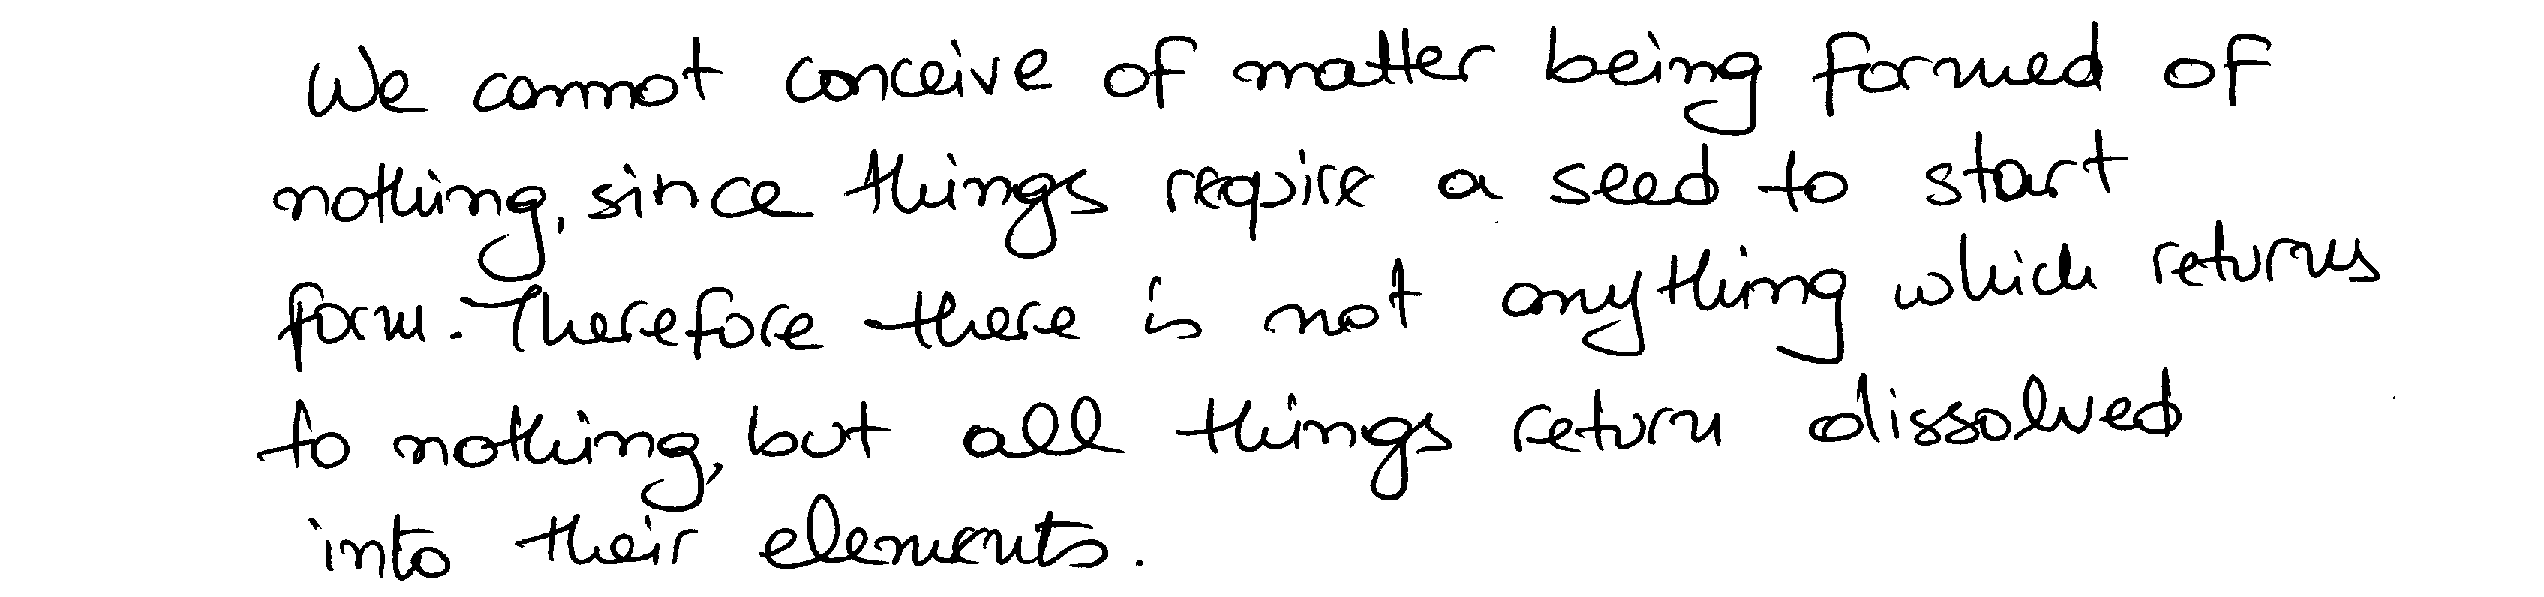 We cannot conceive of matter being formed of
nothing, since things require a seed to start
form. Therefore there is not anything which returns
to nothing, but all things return dissolved
into their elements.